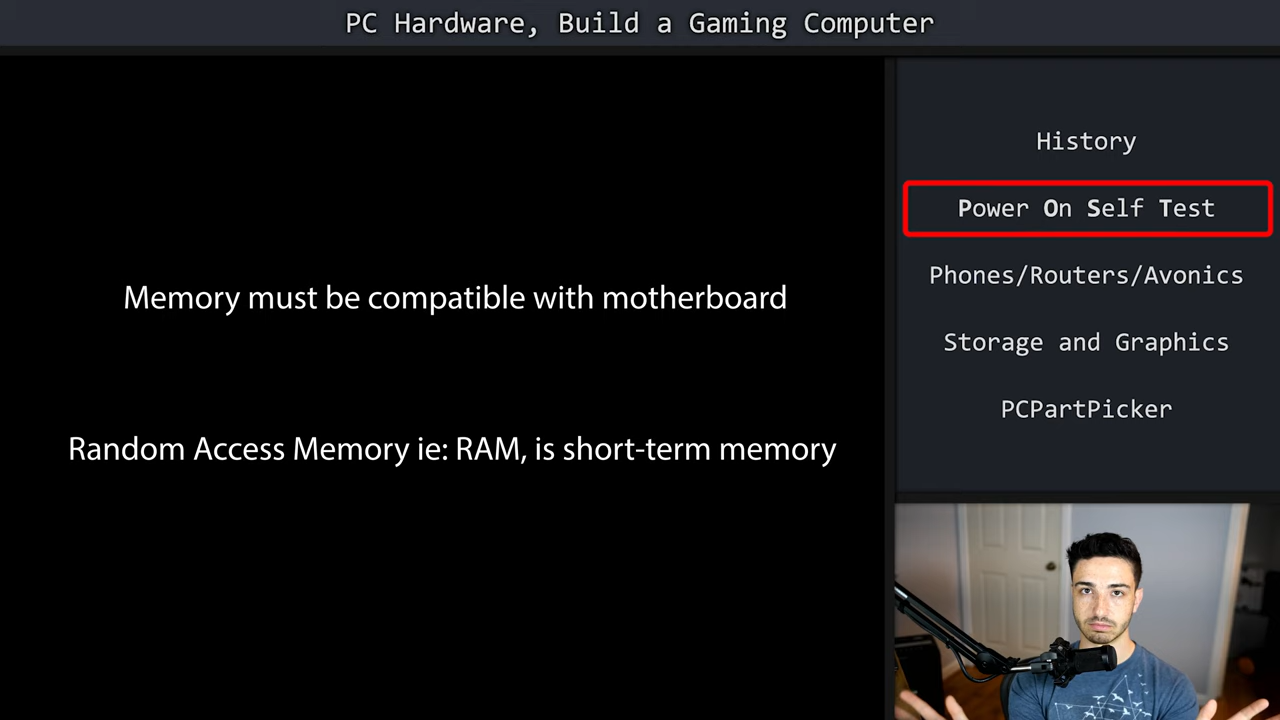 PC Hardware, Build a Gaming Computer
Memory must be compatible with motherboard
Random Access Memory ie: RAM, is short-term memory
History
Power On Self Test
Phones/Routers/Avonics
Storage and Graphics
PCPartPicker